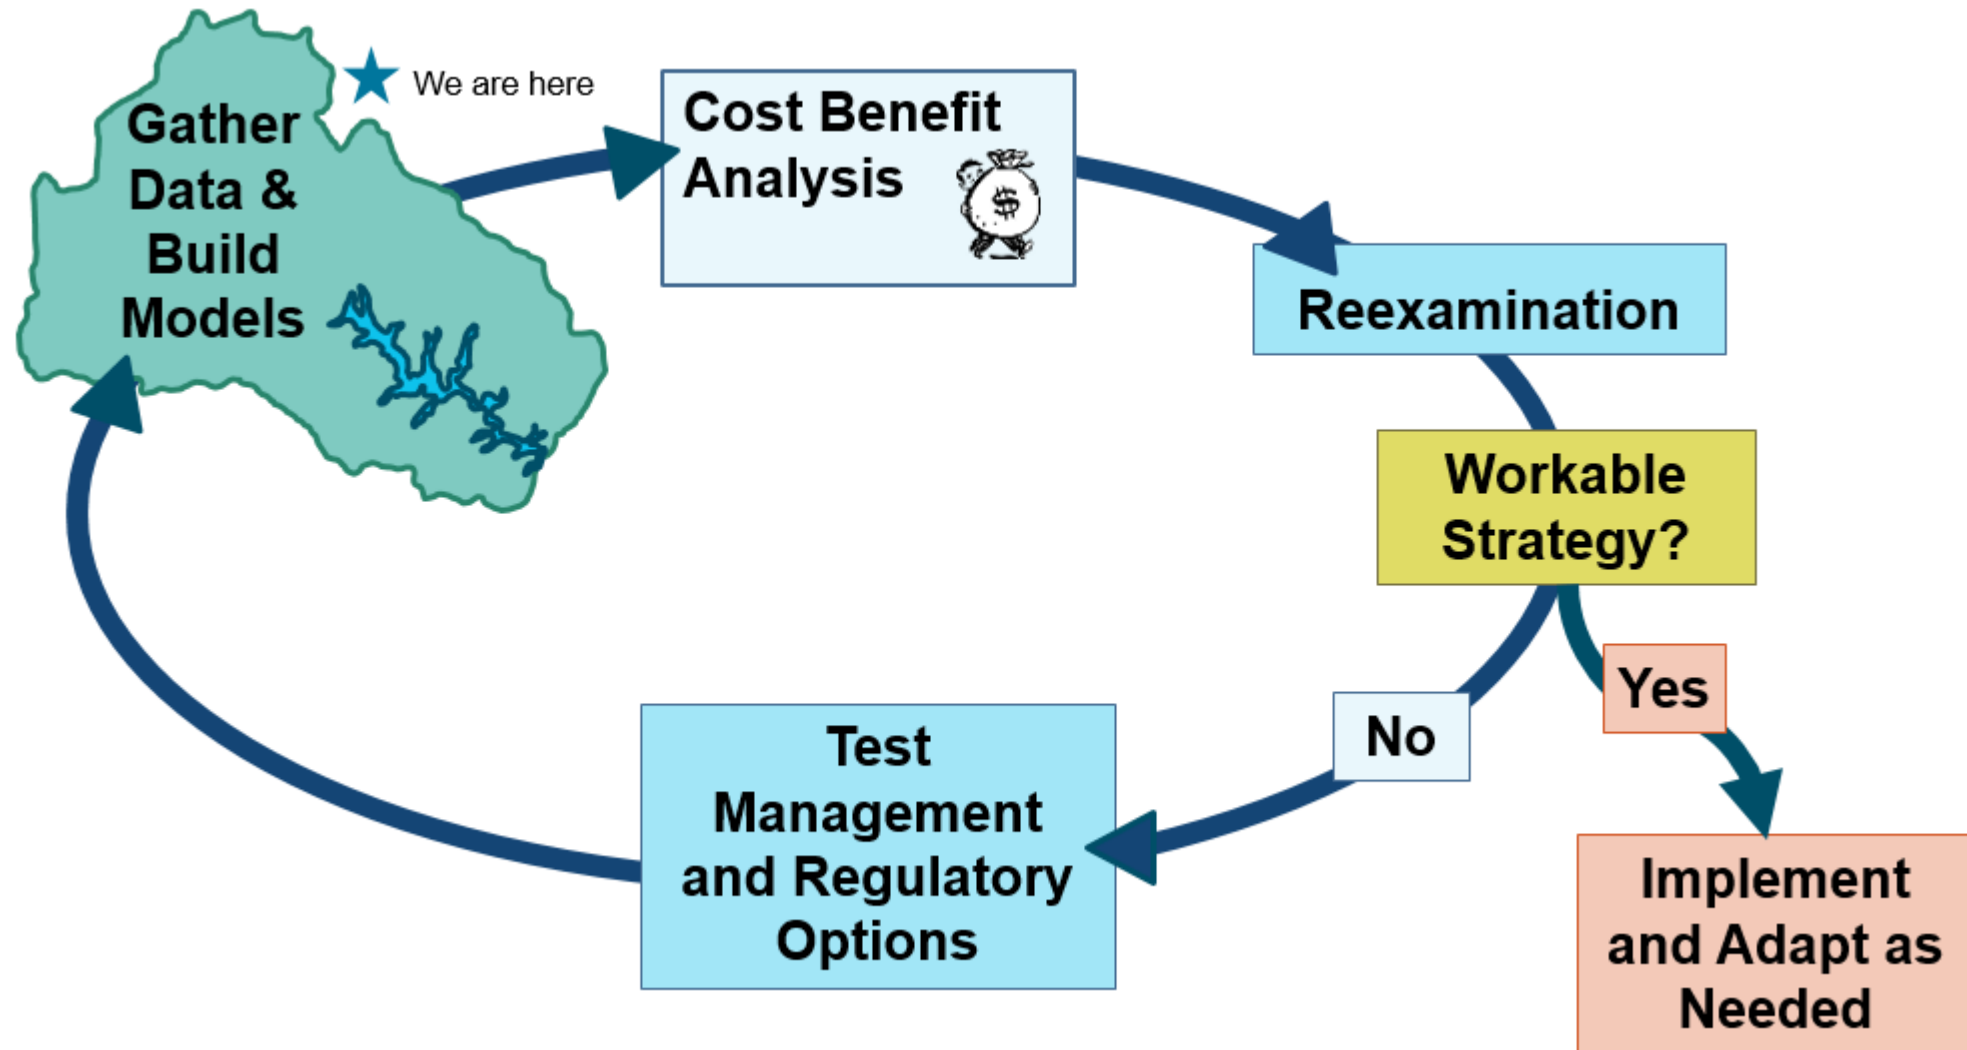 We are here
Gather
Data &
Build
Models
Cost Benefit
Analysis
$
Reexamination
Workable
Strategy?
Yes
No
Test
Management
and Regulatory
Options
Implement
and Adapt as
Needed